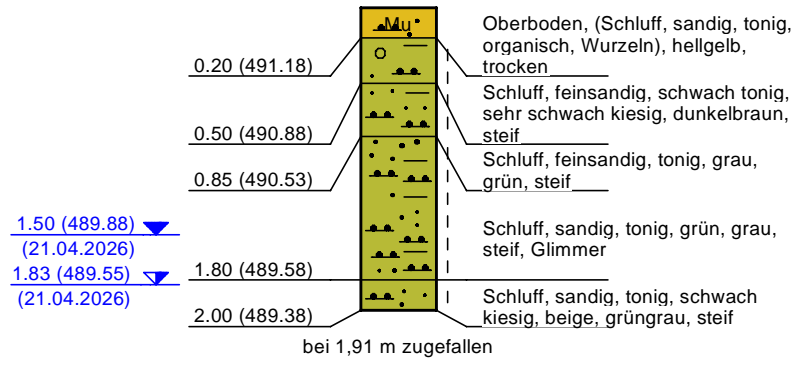 Mu
Oberboden, (Schluff, sandig, tonig,
organisch, Wurzeln), hellgelb,
trocken
0.20 (491.18)
Schluff, feinsandig, schwach tonig,
sehr schwach kiesig, dunkelbraun,
steif
0.50 (490.88)
Schluff, feinsandig, tonig, grau,
grün, steif
0.85 (490.53)
1.50 (489.88)
(21.04.2026)
Schluff, sandig, tonig, grün, grau,
steif, Glimmer
1.83 (489.55)
(21.04.2026)
1.80 (489.58)
Schluff, sandig, tonig, schwach
kiesig, beige, grüngrau, steif
2.00 (489.38)
bei 1,91 m zugefallen